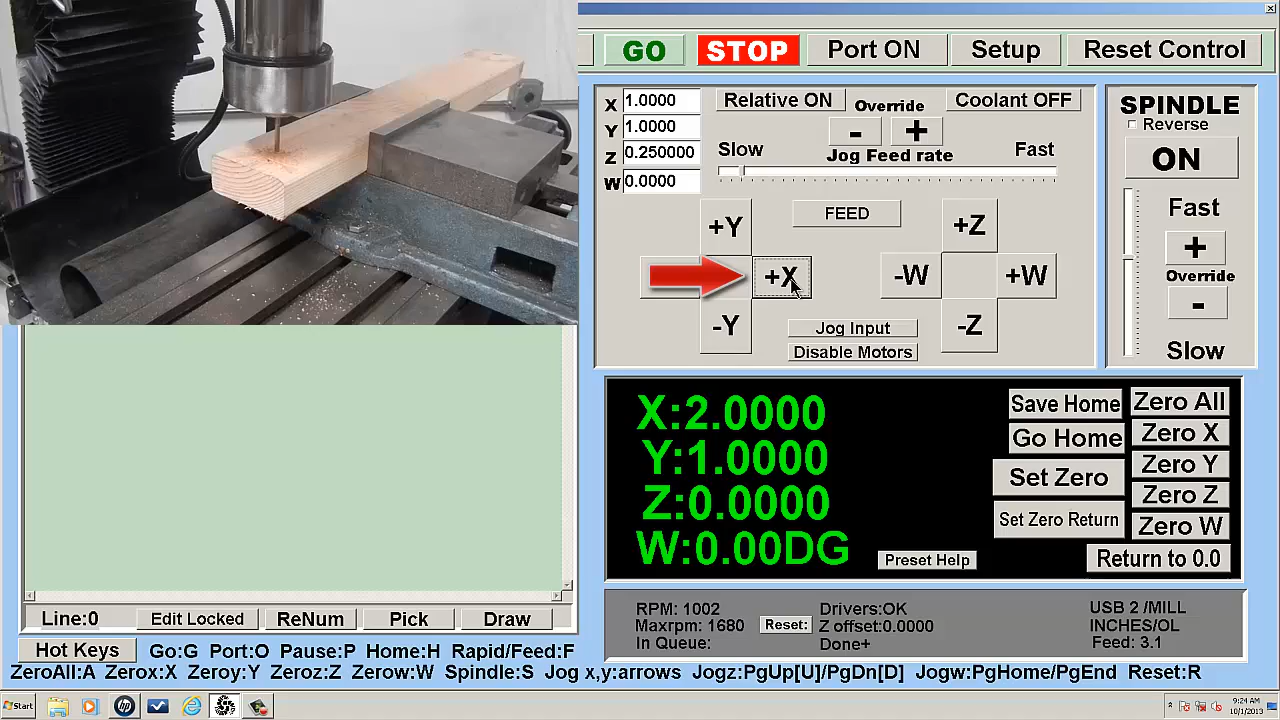 GO STOP Port ON Setup Reset Control
X 1.0000 Relative ON Override Coolant OFF
Y 1.0000 - +
Z 0.250000 Slow Jog Feed rate Fast
W 0.0000
SPINDLE
Reverse
ON
Fast
+
Override
-
Slow
+Y FEED +Z
+X -W +W
-Y Jog Input -Z
Disable Motors
X:2.0000 Save Home Zero All
Y:1.0000 Go Home Zero X
Set Zero Zero Y
Z:0.0000 Set Zero Return Zero Z
Zero W
W:0.00DG Preset Help Return to 0.0
RPM: 1002 Drivers:OK USB 2 /MILL
Maxrpm: 1680 Reset: Z offset:0.0000 INCHES/OL
In Queue: Done+ Feed: 3.1
Line:0 Edit Locked ReNum Pick Draw
Hot Keys Go:G Port:O Pause:P Home:H Rapid/Feed:F
ZeroAll:A Zerox:X Zeroy:Y Zeroz:Z Zerow:W Spindle:S Jog x,y:arrows Jogz:PgUp[U]/PgDn[D] Jogw:PgHome/PgEnd Reset:R
Start
9:24 AM
10/1/2013